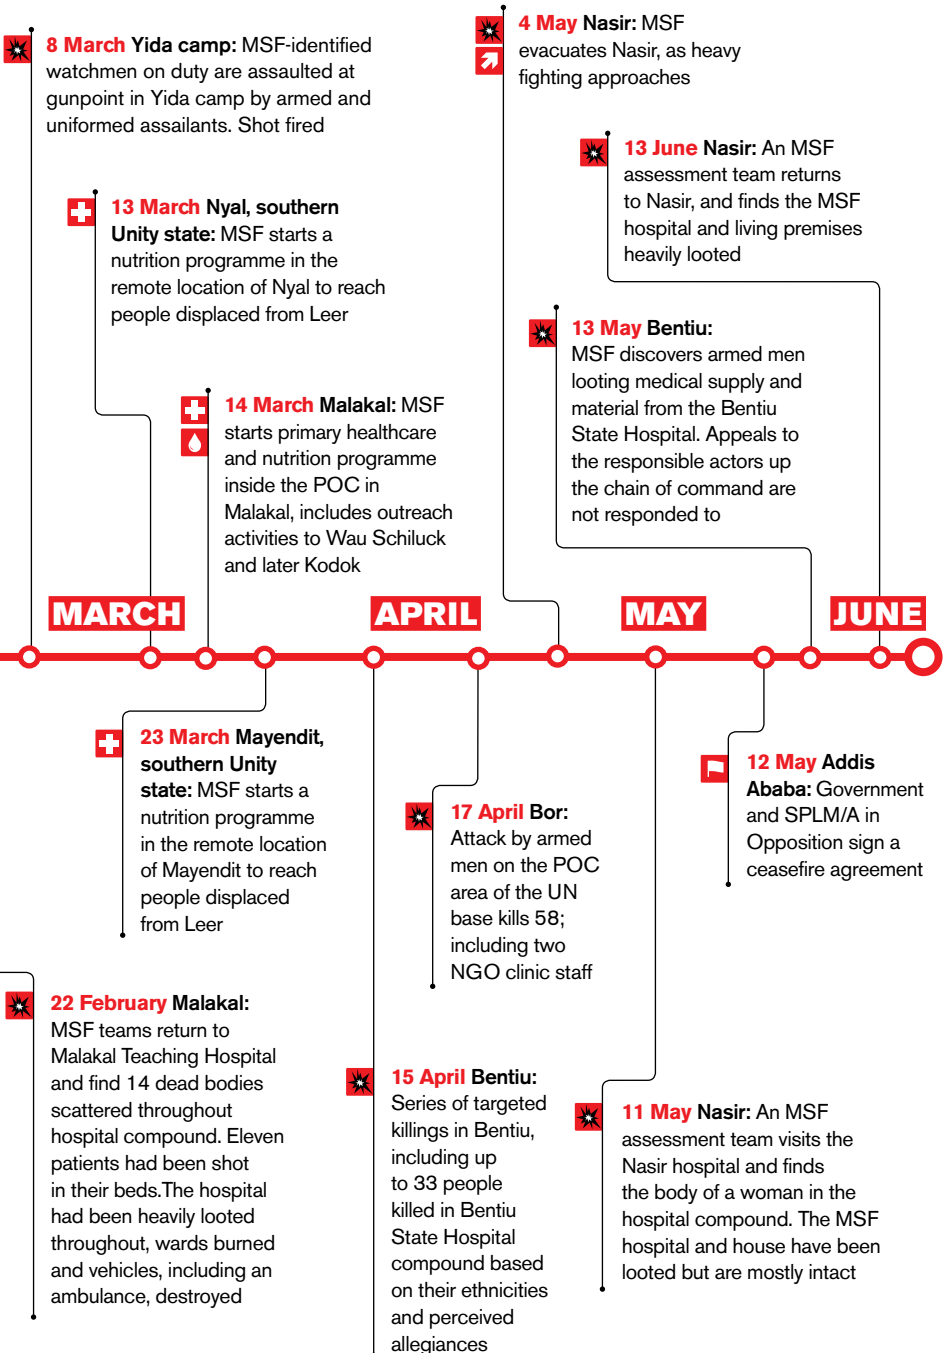 8 March Yida camp: MSF-identified
watchmen on duty are assaulted at
gunpoint in Yida camp by armed and
uniformed assailants. Shot fired
13 March Nyal, southern
Unity state: MSF starts a
nutrition programme in the
remote location of Nyal to reach
people displaced from Leer
14 March Malakal: MSF
starts primary healthcare
and nutrition programme
inside the POC in
Malakal, includes outreach
activities to Wau Schiluck
and later Kodok
4 May Nasir: MSF
evacuates Nasir, as heavy
fighting approaches
13 June Nasir: An MSF
assessment team returns
to Nasir, and finds the MSF
hospital and living premises
heavily looted
13 May Bentiu:
MSF discovers armed men
looting medical supply and
material from the Bentiu
State Hospital. Appeals to
the responsible actors up
the chain of command are
not responded to
MARCH
APRIL
MAY
JUNE
23 March Mayendit,
southern Unity
state: MSF starts a
nutrition programme
in the remote location
of Mayendit to reach
people displaced
from Leer
17 April Bor:
Attack by armed
men on the POC
area of the UN
base kills 58;
including two
NGO clinic staff
12 May Addis
Ababa: Government
and SPLM/A in
Opposition sign a
ceasefire agreement
22 February Malakal:
MSF teams return to
Malakal Teaching Hospital
and find 14 dead bodies
scattered throughout
hospital compound. Eleven
patients had been shot
in their beds.The hospital
had been heavily looted
throughout, wards burned
and vehicles, including an
ambulance, destroyed
15 April Bentiu:
Series of targeted
killings in Bentiu,
including up
to 33 people
killed in Bentiu
State Hospital
compound based
on their ethnicities
and perceived
allegiances
11 May Nasir: An MSF
assessment team visits the
Nasir hospital and finds
the body of a woman in the
hospital compound. The MSF
hospital and house have been
looted but are mostly intact